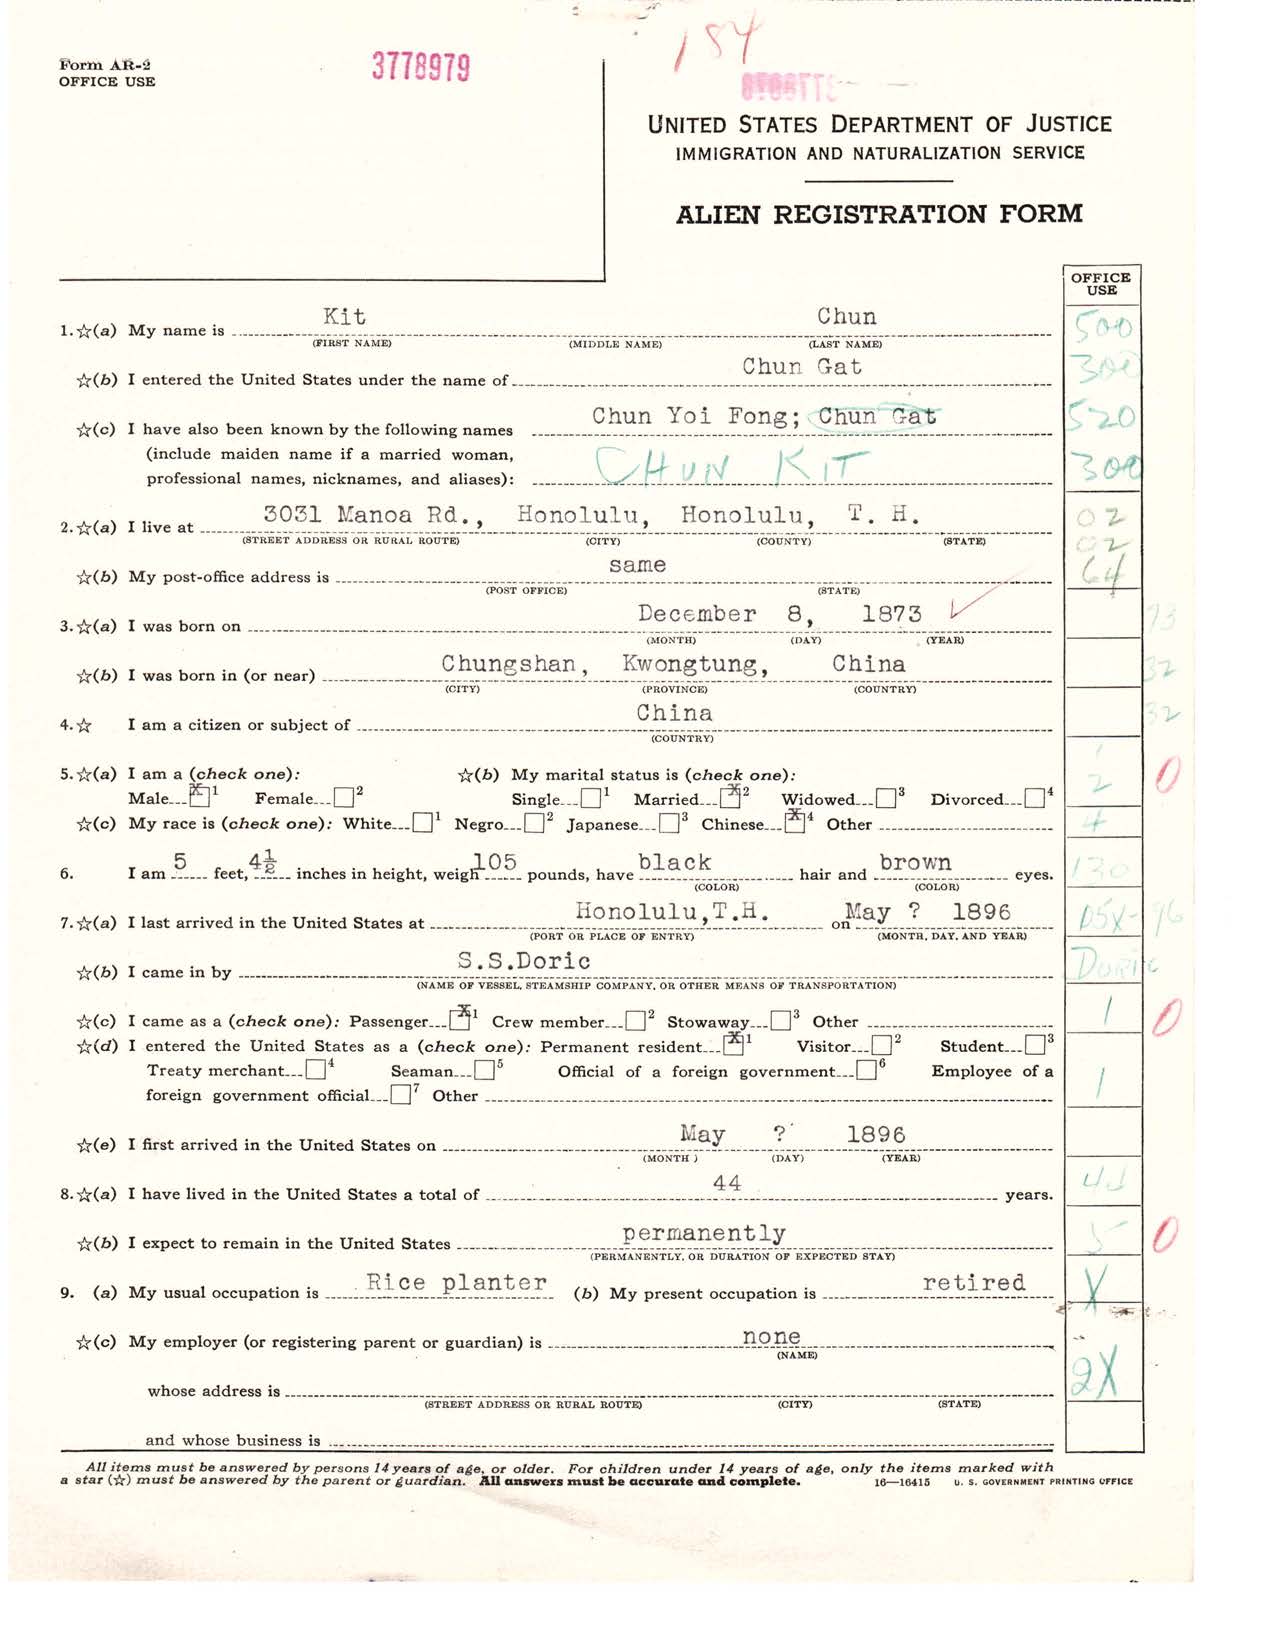 184
Form AR-2
OFFICE USE
3778979
UNITED STATES DEPARTMENT OF JUSTICE
IMMIGRATION AND NATURALIZATION SERVICE
ALIEN REGISTRATION FORM
OFFICE
USE
1. ☆(a) My name is Kit Chun 500
(FIRST NAME) (MIDDLE NAME) (LAST NAME)
☆(b) I entered the United States under the name of Chun Gat 300
☆(c) I have also been known by the following names Chun Yoi Fong; Chun Gat 520
(include maiden name if a married woman,
professional names, nicknames, and aliases): CHUN KIT 300
2. ☆(a) I live at 3031 Manoa Rd., Honolulu, Honolulu, T. H. 02
(STREET ADDRESS OR RURAL ROUTE) (CITY) (COUNTY) (STATE) 02
☆(b) My post-office address is same 64
(POST OFFICE) (STATE)
3. ☆(a) I was born on December 8, 1873 73
(MONTH) (DAY) (YEAR)
☆(b) I was born in (or near) Chungshan, Kwongtung, China 32
(CITY) (PROVINCE) (COUNTRY)
4. ☆ I am a citizen or subject of China 32
(COUNTRY)
5. ☆(a) I am a (check one): ☆(b) My marital status is (check one): 1
Male X 1 Female 2 Single 1 Married X 2 Widowed 3 Divorced 4 2 0
☆(c) My race is (check one): White 1 Negro 2 Japanese 3 Chinese X 4 Other 4
6. I am 5 feet, 4½ inches in height, weigh 105 pounds, have black hair and brown eyes. 130
(COLOR) (COLOR)
7. ☆(a) I last arrived in the United States at Honolulu, T.H. on May ? 1896 96
(PORT OR PLACE OF ENTRY) (MONTH, DAY, AND YEAR)
☆(b) I came in by S.S.Doric Doric
(NAME OF VESSEL, STEAMSHIP COMPANY, OR OTHER MEANS OF TRANSPORTATION)
☆(c) I came as a (check one): Passenger X 1 Crew member 2 Stowaway 3 Other 1 0
☆(d) I entered the United States as a (check one): Permanent resident X 1 Visitor 2 Student 3
Treaty merchant 4 Seaman 5 Official of a foreign government 6 Employee of a
foreign government official 7 Other 1
☆(e) I first arrived in the United States on May ? 1896
(MONTH) (DAY) (YEAR)
8. ☆(a) I have lived in the United States a total of 44 years. 44
☆(b) I expect to remain in the United States permanently 5 0
(PERMANENTLY, OR DURATION OF EXPECTED STAY)
9. (a) My usual occupation is Rice planter (b) My present occupation is retired X
☆(c) My employer (or registering parent or guardian) is none
(NAME)
whose address is 2X
(STREET ADDRESS OR RURAL ROUTE) (CITY) (STATE)
and whose business is
All items must be answered by persons 14 years of age, or older. For children under 14 years of age, only the items marked with
a star (☆) must be answered by the parent or guardian. All answers must be accurate and complete. 16—16415 U. S. GOVERNMENT PRINTING OFFICE